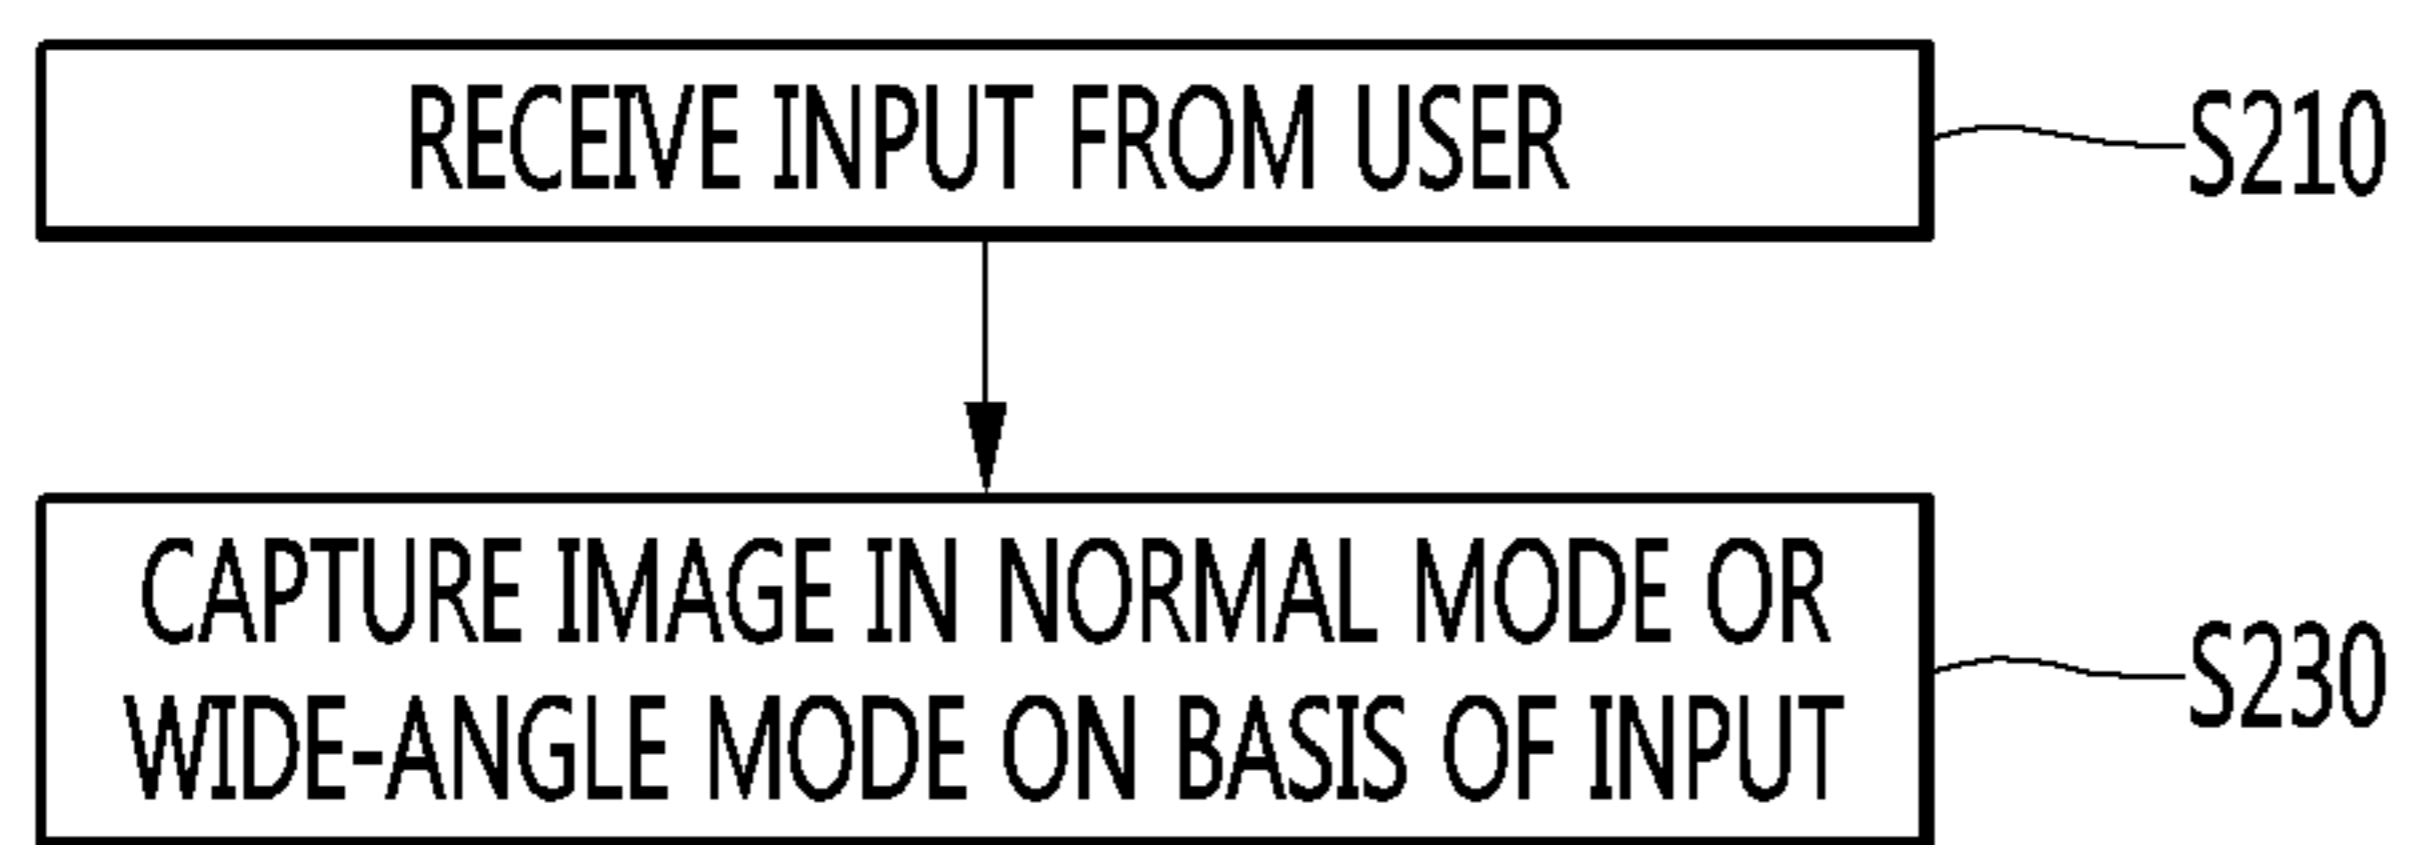 RECEIVE INPUT FROM USER
S210
CAPTURE IMAGE IN NORMAL MODE OR
WIDE-ANGLE MODE ON BASIS OF INPUT
S230